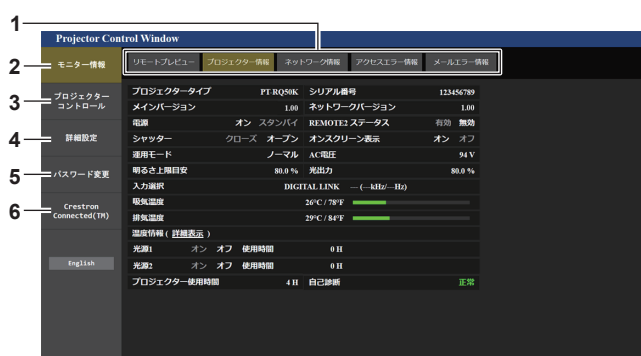 1
Projector Control Window
2
モニター情報
リモートプレビュー プロジェクター情報 ネットワーク情報 アクセスエラー情報 メールエラー情報
3
プロジェクター
コントロール
4
詳細設定
5
パスワード変更
6
Crestron
Connected(TM)
English
プロジェクタータイプ PT-RQ50K シリアル番号 123456789
メインバージョン 1.00 ネットワークバージョン 1.00
電源 オン スタンバイ REMOTE2 ステータス 有効 無効
シャッター クローズ オープン オンスクリーン表示 オン オフ
運用モード ノーマル AC電圧 94 V
明るさ上限目安 80.0 % 光出力 80.0 %
入力選択 DIGITAL LINK — (—kHz/—Hz)
吸気温度 26°C / 78°F
排気温度 29°C / 84°F
温度情報 ( 詳細表示 )
光源1 オン オフ 使用時間 0 H
光源2 オン オフ 使用時間 0 H
プロジェクター使用時間 4 H 自己診断 正常